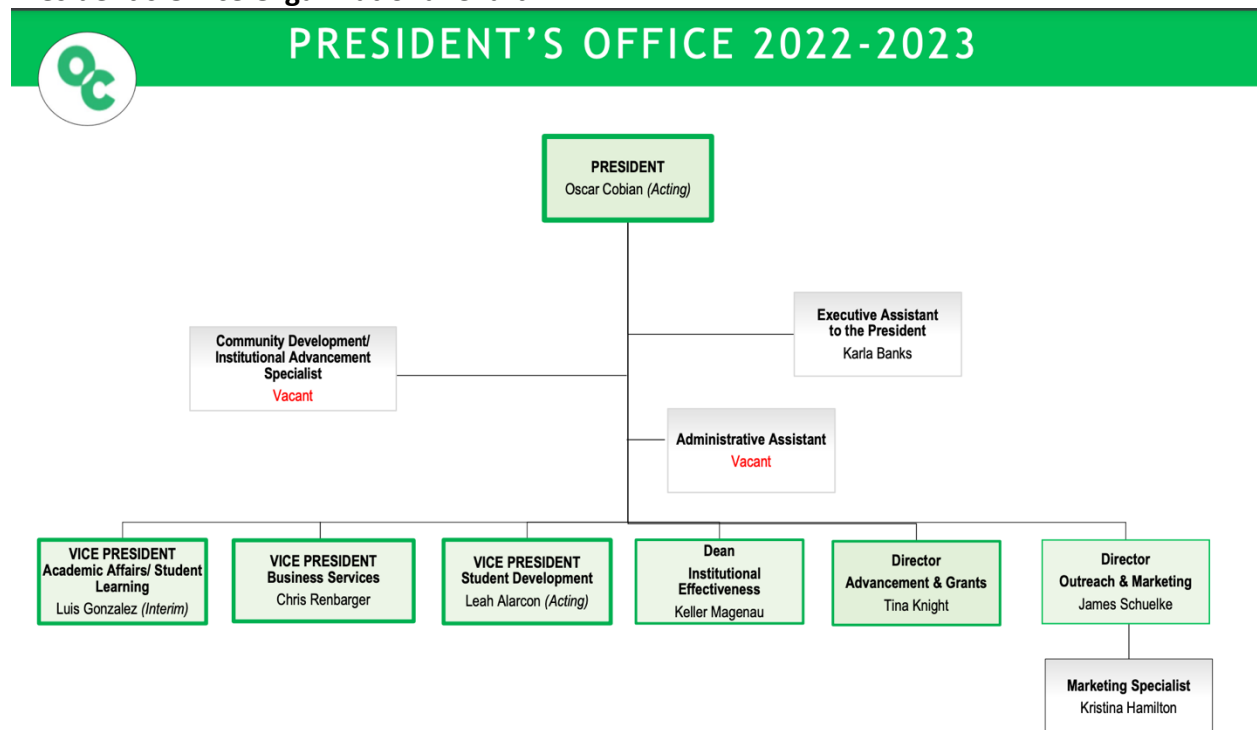 PRESIDENT'S OFFICE 2022-2023
OC
PRESIDENT
Oscar Cobian (Acting)
Executive Assistant
to the President
Karla Banks
Community Development/
Institutional Advancement
Specialist
Vacant
Administrative Assistant
Vacant
VICE PRESIDENT
Academic Affairs/ Student
Learning
Luis Gonzalez (Interim)
VICE PRESIDENT
Business Services
Chris Renbarger
VICE PRESIDENT
Student Development
Leah Alarcon (Acting)
Dean
Institutional
Effectiveness
Keller Magenau
Director
Advancement & Grants
Tina Knight
Director
Outreach & Marketing
James Schuelke
Marketing Specialist
Kristina Hamilton